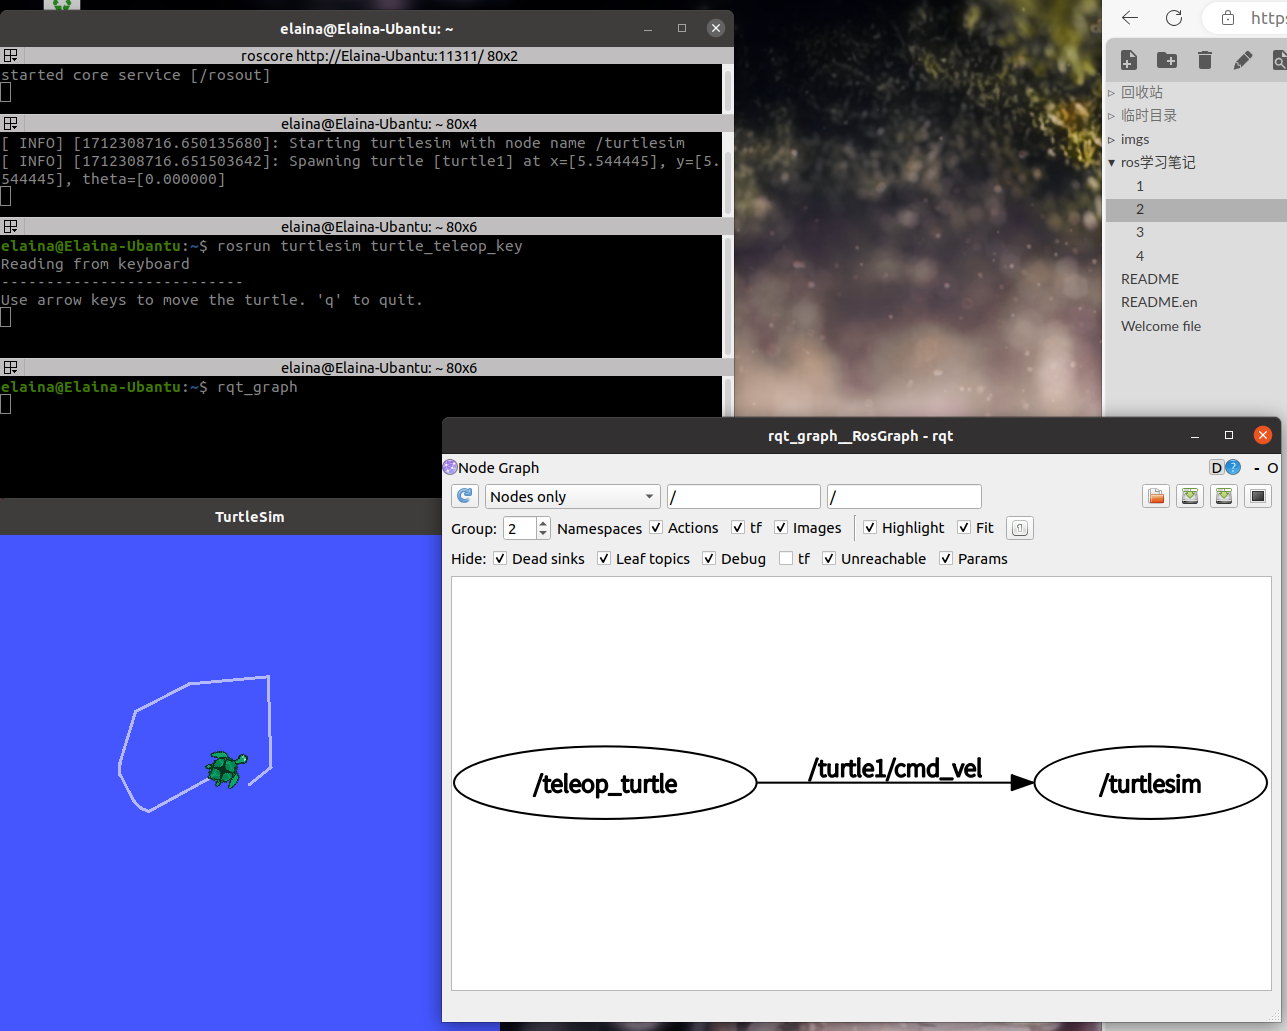 elaina@Elaina-Ubantu: ~
roscore http://Elaina-Ubantu:11311/ 80x2
started core service [/rosout]
elaina@Elaina-Ubantu: ~ 80x4
[ INFO] [1712308716.650135680]: Starting turtlesim with node name /turtlesim
[ INFO] [1712308716.651503642]: Spawning turtle [turtle1] at x=[5.544445], y=[5.
544445], theta=[0.000000]
elaina@Elaina-Ubantu: ~ 80x6
elaina@Elaina-Ubantu:~$ rosrun turtlesim turtle_teleop_key
Reading from keyboard
---------------------------
Use arrow keys to move the turtle. 'q' to quit.
elaina@Elaina-Ubantu: ~ 80x6
elaina@Elaina-Ubantu:~$ rqt_graph
TurtleSim
https
回收站
临时目录
imgs
ros学习笔记
1
2
3
4
README
README.en
Welcome file
rqt_graph__RosGraph - rqt
Node Graph
D ? - O
Nodes only / /
Group: 2 Namespaces Actions tf Images Highlight Fit
Hide: Dead sinks Leaf topics Debug tf Unreachable Params
/teleop_turtle /turtle1/cmd_vel /turtlesim